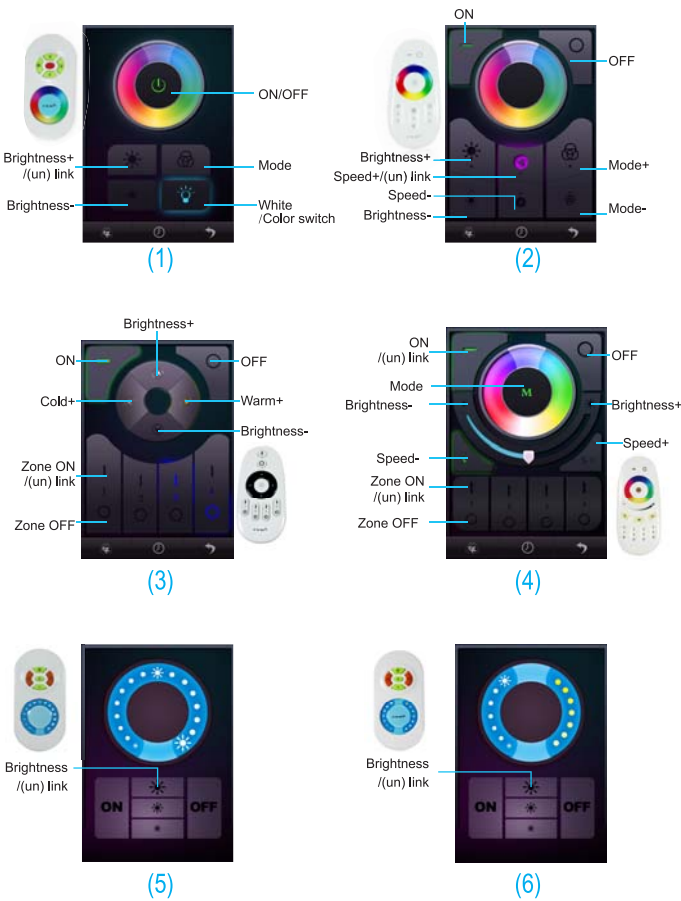 ON/OFF
Brightness+
/(un) link
Mode
Brightness-
White
/Color switch
(1)
ON
OFF
Brightness+
Speed+/(un) link
Mode+
Speed-
Brightness-
Mode-
(2)
Brightness+
ON
OFF
Cold+
Warm+
Brightness-
Zone ON
/(un) link
Zone OFF
(3)
ON
/(un) link
OFF
Mode
M
Brightness-
Brightness+
Speed-
Speed+
Zone ON
/(un) link
Zone OFF
(4)
Brightness
/(un) link
ON
OFF
(5)
Brightness
/(un) link
ON
OFF
(6)